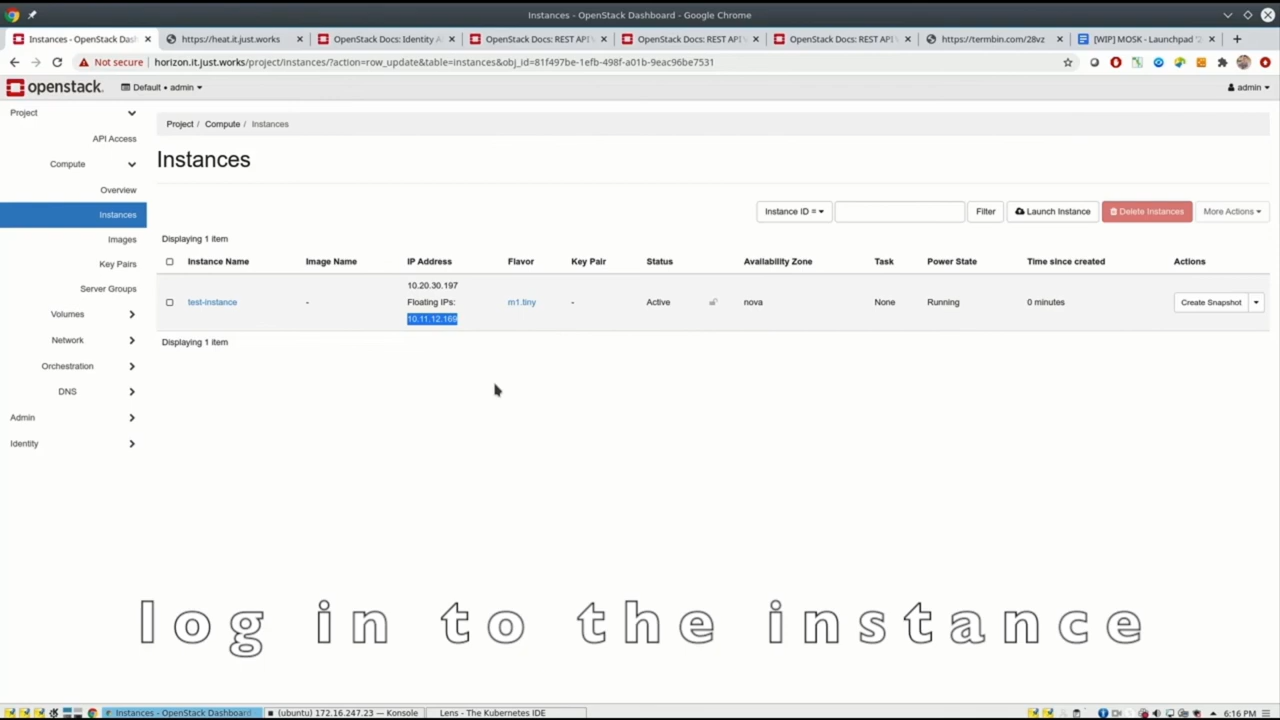 Instances - OpenStack Dashboard - Google Chrome
Instances - OpenStack Das
https://heat.it.just.works
OpenStack Docs: Identity A
OpenStack Docs: REST API V
OpenStack Docs: REST API V
OpenStack Docs: REST API V
https://termbin.com/28vz
[WIP] MOSK - Launchpad '2
Not secure
horizon.it.just.works/project/instances/?action=row_update&table=instances&obj_id=81f497be-1efb-498f-a01b-9eac96be7531
openstack.
Default • admin
admin
Project
API Access
Compute
Overview
Instances
Images
Key Pairs
Server Groups
Volumes
Network
Orchestration
DNS
Admin
Identity
Project / Compute / Instances
Instances
Instance ID =
Filter
Launch Instance
Delete Instances
More Actions
Displaying 1 item
Instance Name Image Name IP Address Flavor Key Pair Status Availability Zone Task Power State Time since created Actions
10.20.30.197
test-instance - Floating IPs: m1.tiny - Active nova None Running 0 minutes Create Snapshot
10.11.12.169
Displaying 1 item
log in to the instance
Instances - OpenStack Dashboard
(ubuntu) 172.16.247.23 — Konsole
Lens - The Kubernetes IDE
6:16 PM